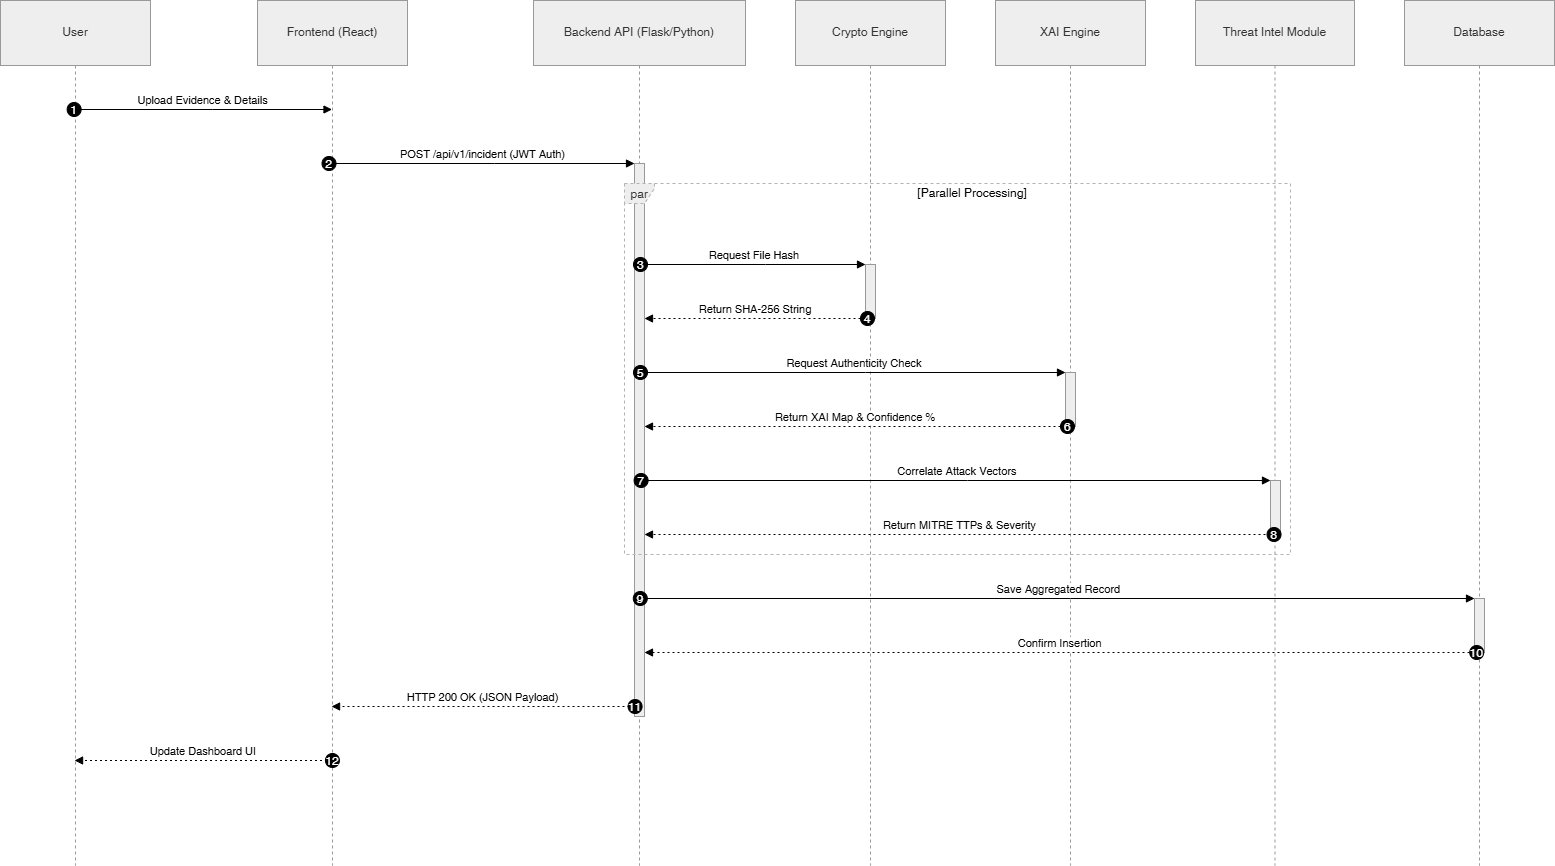 User
Frontend (React)
Backend API (Flask/Python)
Crypto Engine
XAI Engine
Threat Intel Module
Database
1
Upload Evidence & Details
2
POST /api/v1/incident (JWT Auth)
par
[Parallel Processing]
3
Request File Hash
Return SHA-256 String
4
5
Request Authenticity Check
Return XAI Map & Confidence %
6
7
Correlate Attack Vectors
Return MITRE TTPs & Severity
8
9
Save Aggregated Record
Confirm Insertion
10
HTTP 200 OK (JSON Payload)
11
Update Dashboard UI
12